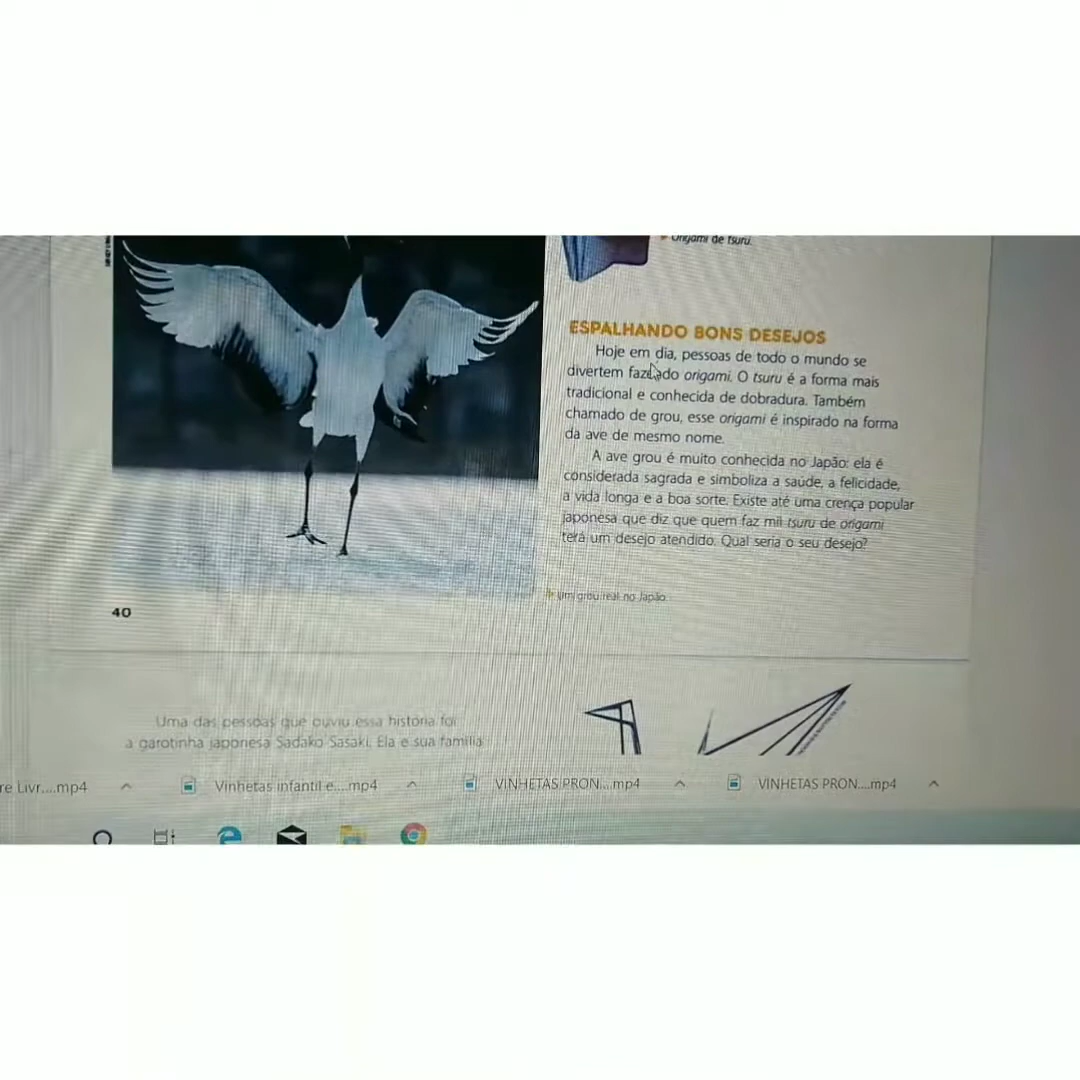 Origami de tsuru.
ESPALHANDO BONS DESEJOS
Hoje em dia, pessoas de todo o mundo se
divertem fazendo origami. O tsuru é a forma mais
tradicional e conhecida de dobradura. Também
chamado de grou, esse origami é inspirado na forma
da ave de mesmo nome.
A ave grou é muito conhecida no Japão: ela é
considerada sagrada e simboliza a saúde, a felicidade,
a vida longa e a boa sorte. Existe até uma crença popular
japonesa que diz que quem faz mil tsuru de origami
terá um desejo atendido. Qual seria o seu desejo?
Um grou real no Japão.
40
Uma das pessoas que ouviu essa história foi
a garotinha japonesa Sadako Sasaki. Ela e sua família
re Livr....mp4
Vinhetas infantil e....mp4
VINHETAS PRON....mp4
VINHETAS PRON....mp4